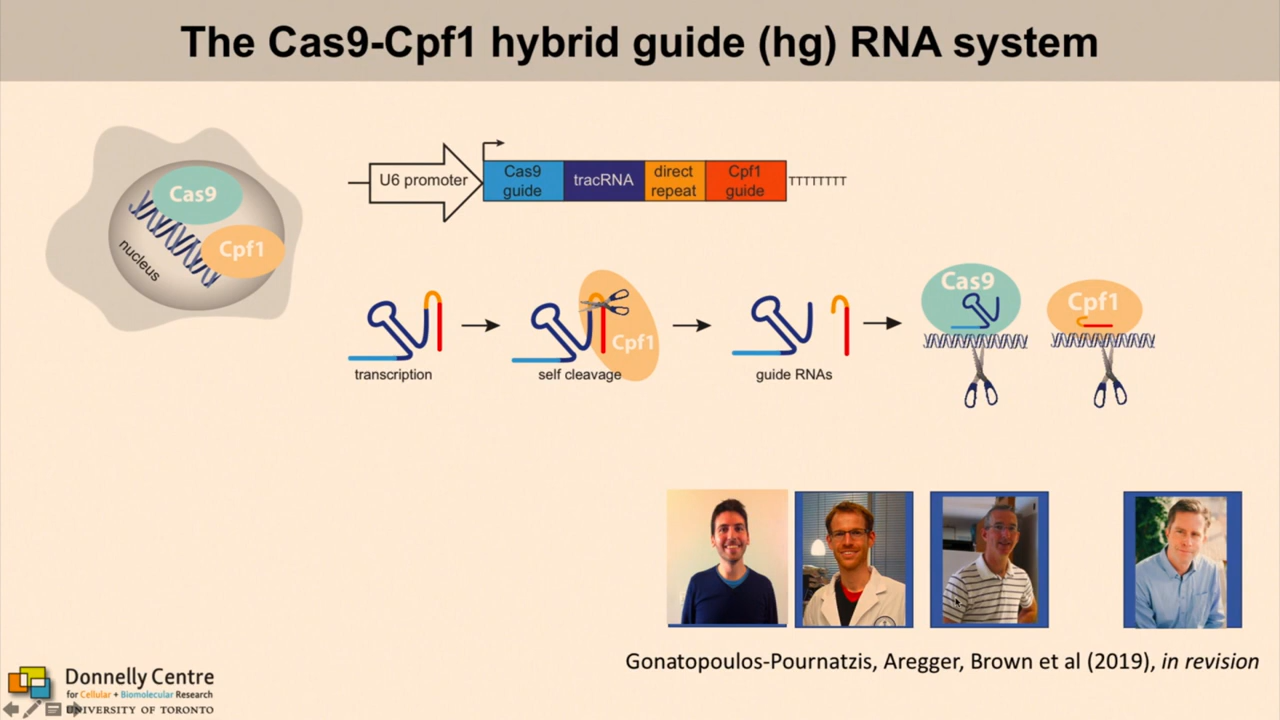 The Cas9-Cpf1 hybrid guide (hg) RNA system
Cas9
Cpf1
nucleus
U6 promoter
Cas9
guide
tracRNA
direct
repeat
Cpf1
guide
TTTTTTTT
Cpf1
transcription
self cleavage
guide RNAs
Cas9
Cpf1
Gonatopoulos-Pournatzis, Aregger, Brown et al (2019), in revision
Donnelly Centre
for Cellular + Biomolecular Research
UNIVERSITY OF TORONTO